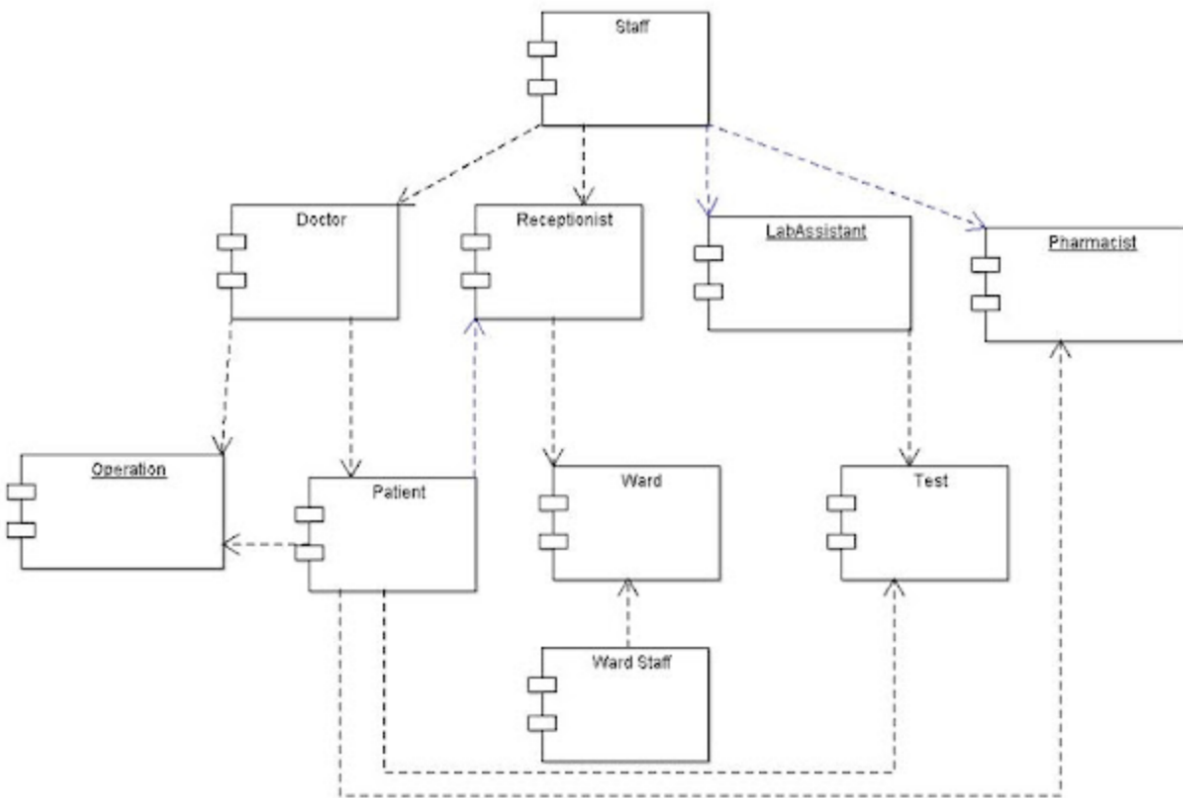 Staff
Doctor
Receptionist
LabAssistant
Pharmacist
Operation
Patient
Ward
Test
Ward Staff